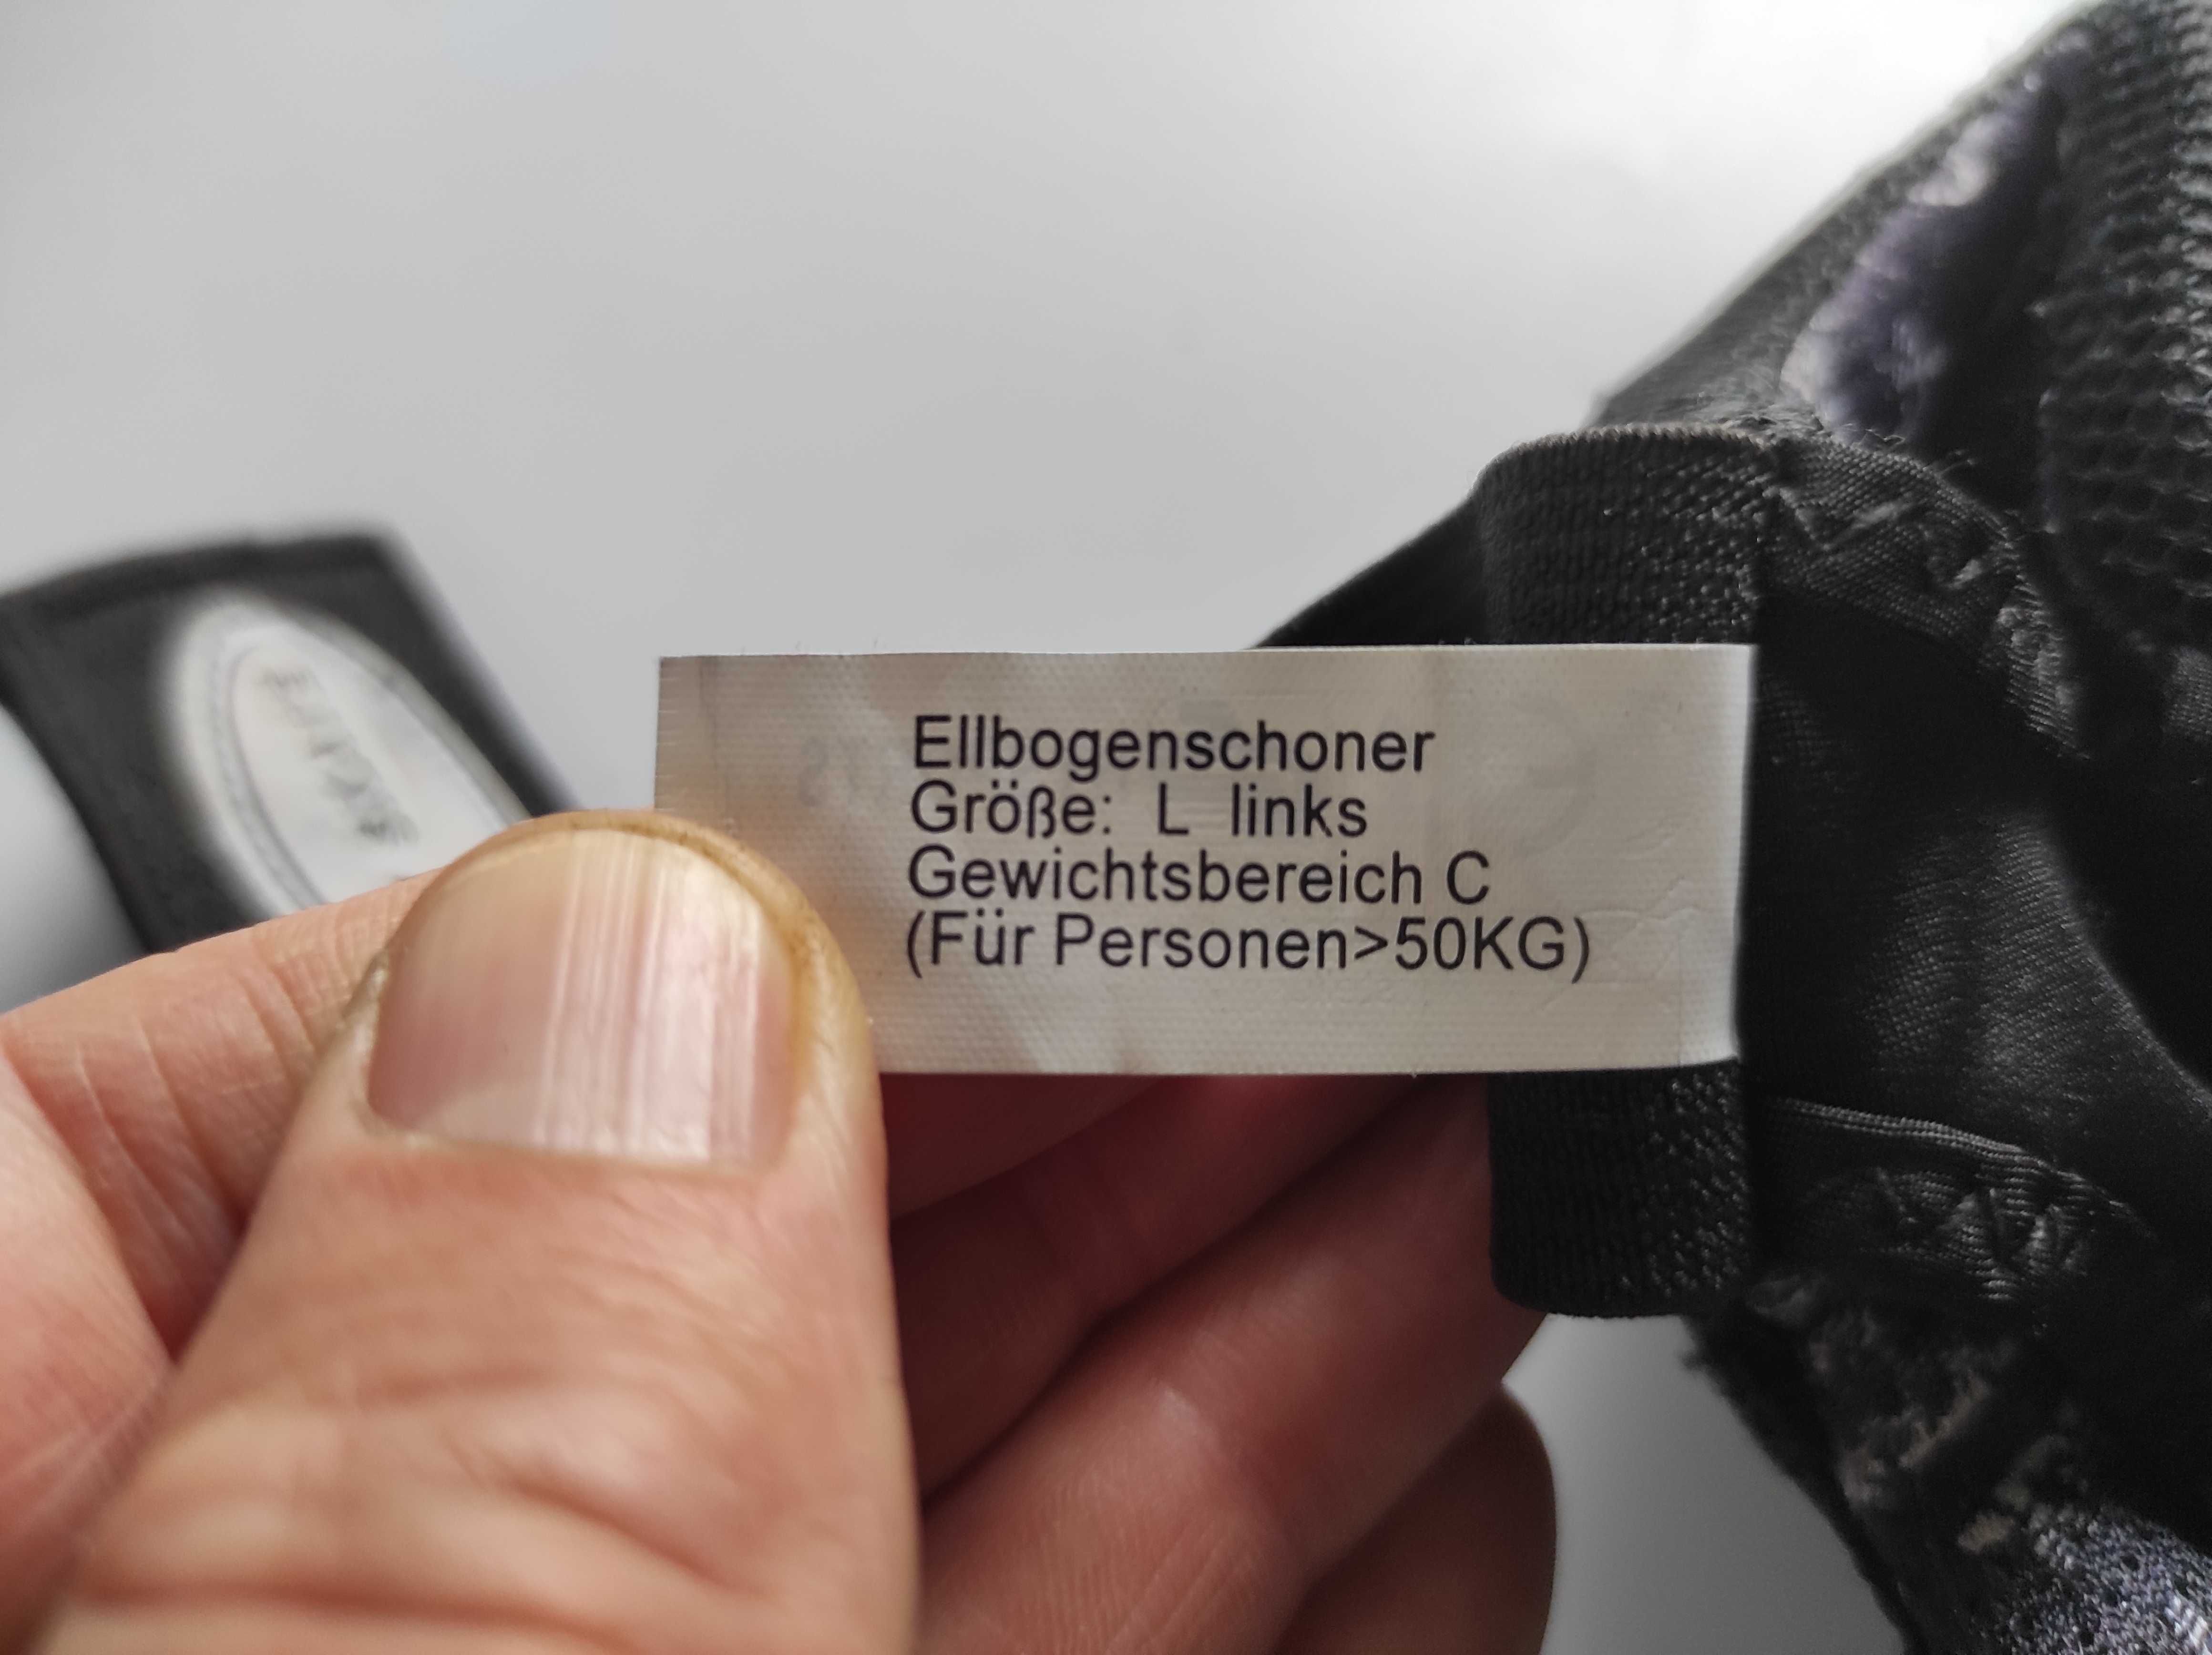 Ellbogenschoner
Größe: L links
Gewichtsbereich C
(Für Personen>50KG)